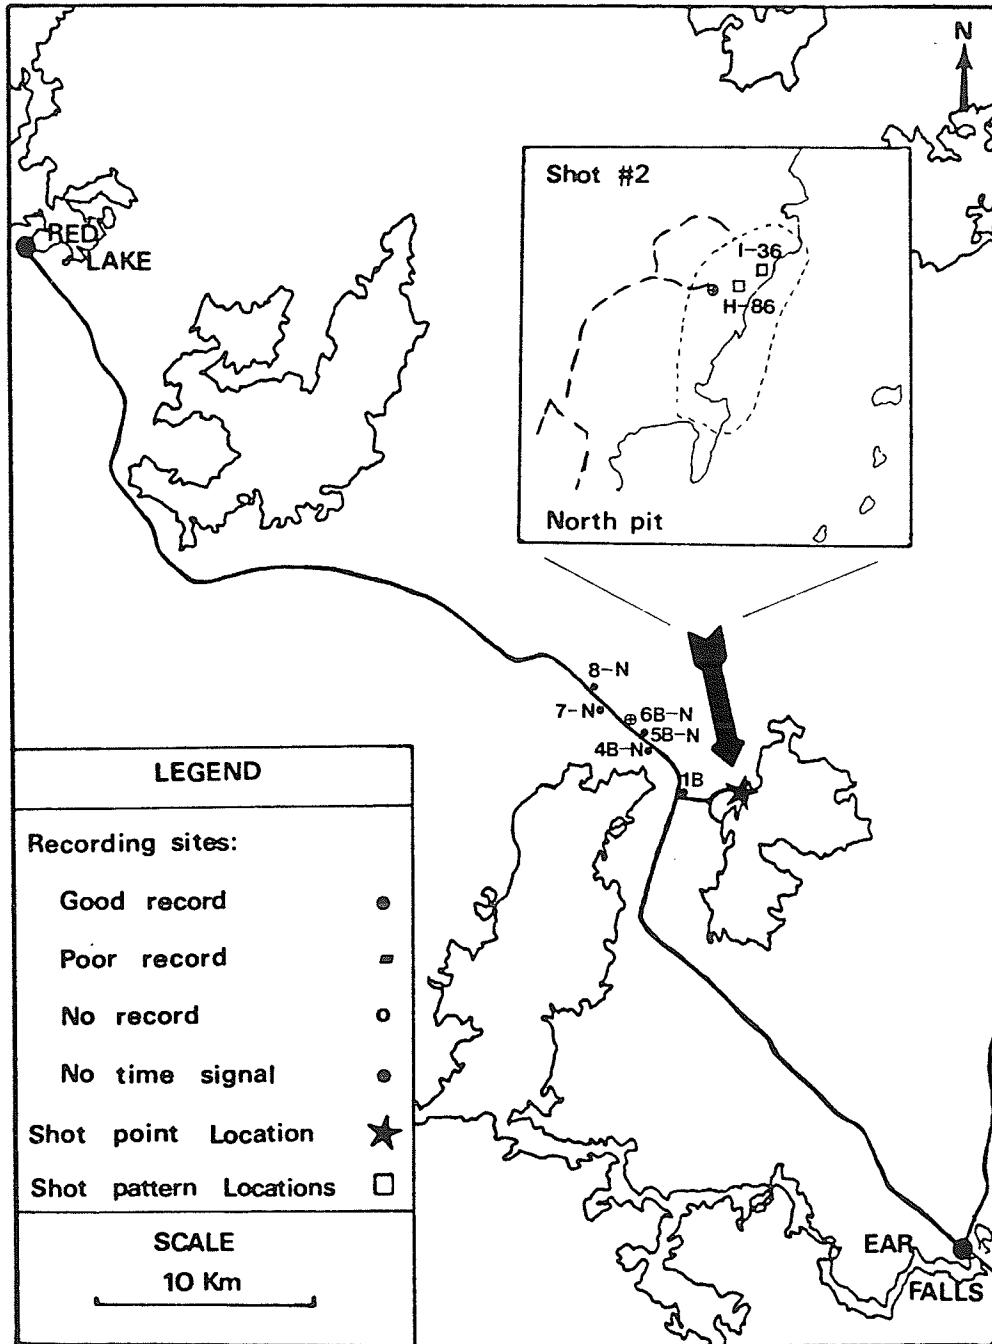 N
Shot #2
I-36
H-86
North pit
RED
LAKE
8-N
7-N
6B-N
5B-N
4B-N
1B
LEGEND
Recording sites:
Good record
Poor record
No record
No time signal
Shot point Location
Shot pattern Locations
SCALE
10 Km
EAR
FALLS